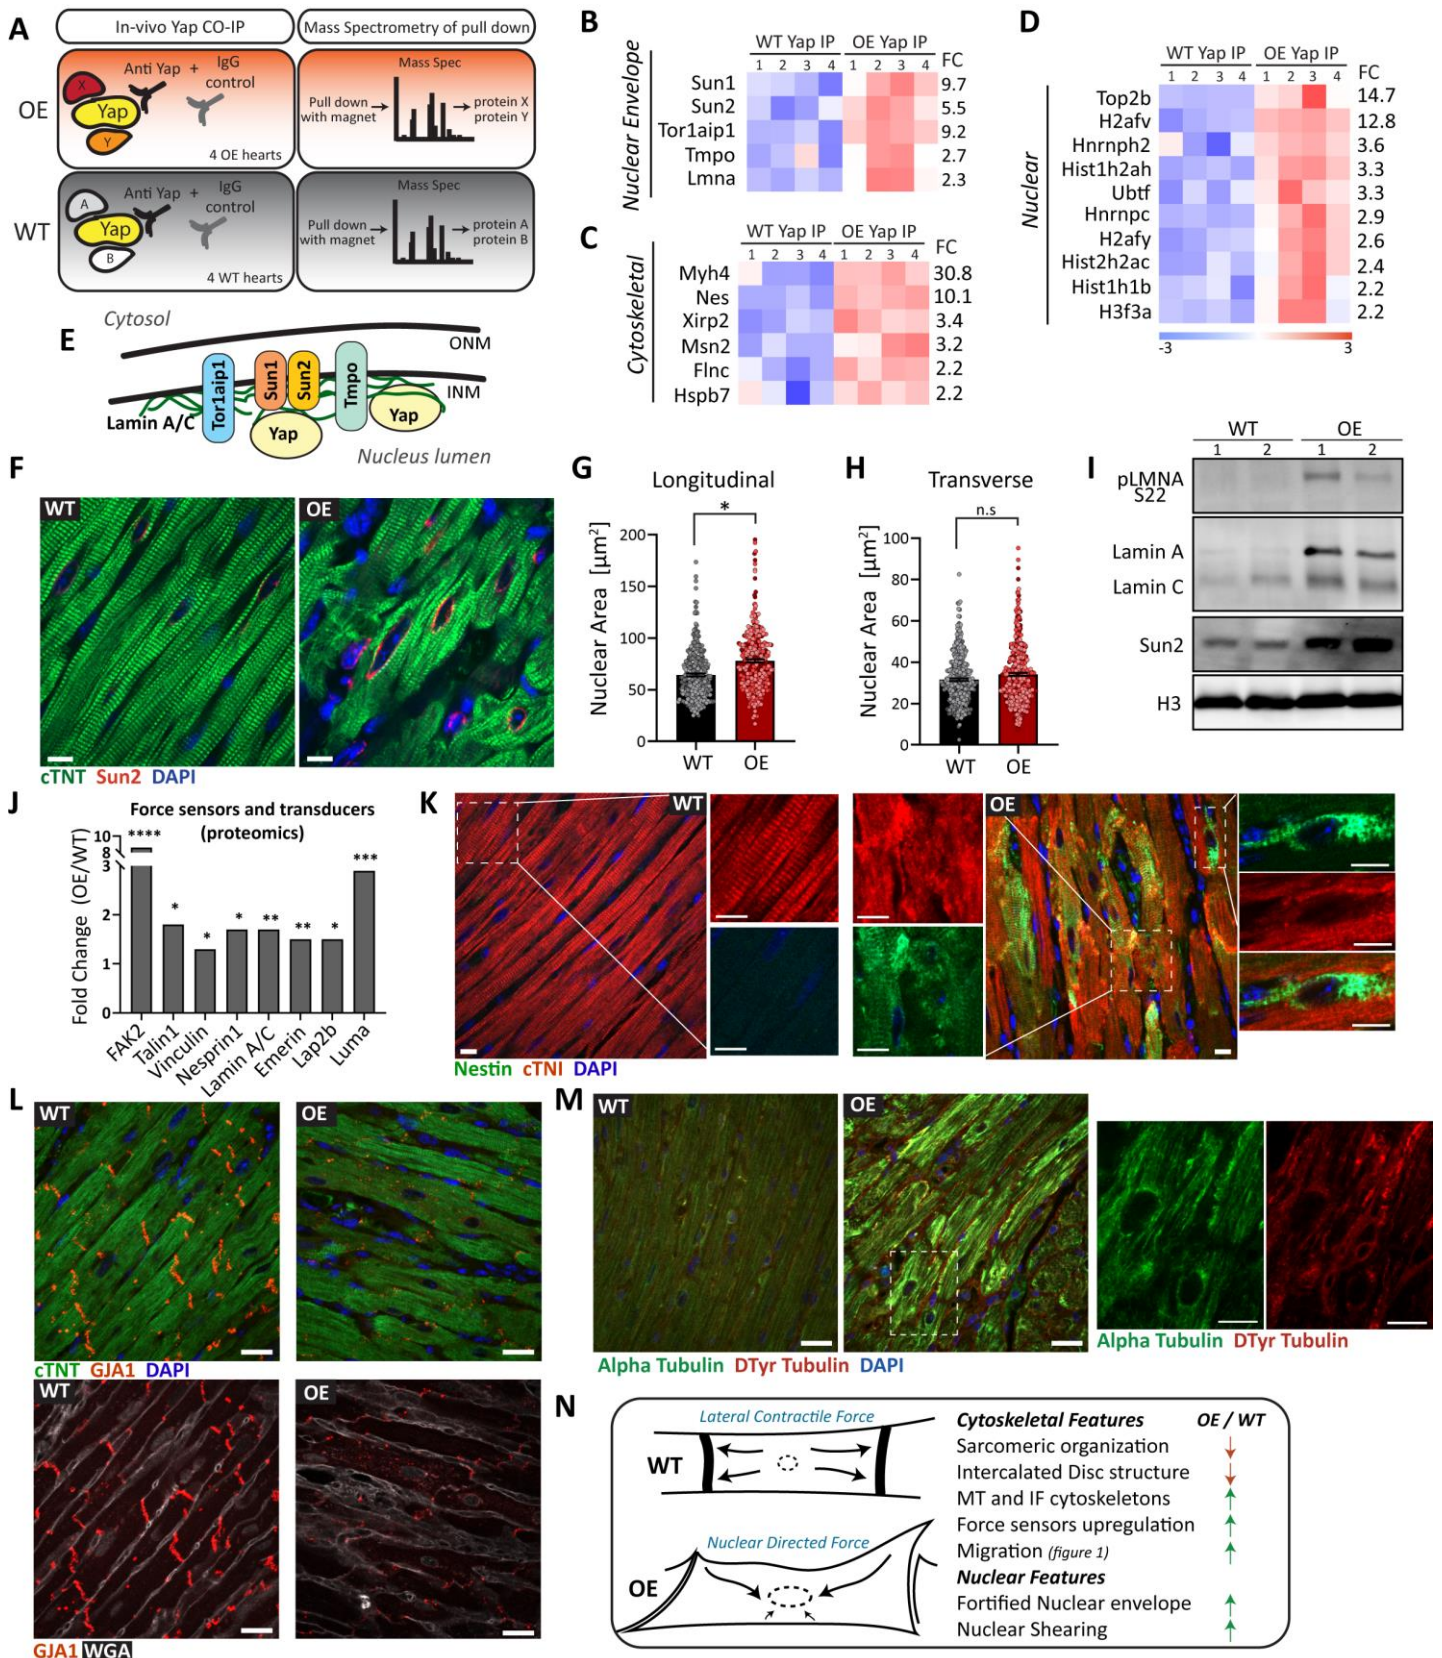 A
In-vivo Yap CO-IP
Mass Spectrometry of pull down
OE
X
Yap
Y
Anti Yap + IgG control
4 OE hearts
Mass Spec
Pull down with magnet
protein X
protein Y
WT
A
Yap
B
Anti Yap + IgG control
4 WT hearts
Mass Spec
Pull down with magnet
protein A
protein B
B
Nuclear Envelope
WT Yap IP OE Yap IP
1 2 3 4 1 2 3 4 FC
Sun1 9.7
Sun2 5.5
Tor1aip1 9.2
Tmpo 2.7
Lmna 2.3
C
Cytoskeletal
WT Yap IP OE Yap IP
1 2 3 4 1 2 3 4 FC
Myh4 30.8
Nes 10.1
Xirp2 3.4
Msn2 3.2
Flnc 2.2
Hspb7 2.2
D
Nuclear
WT Yap IP OE Yap IP
1 2 3 4 1 2 3 4 FC
Top2b 14.7
H2afv 12.8
Hnrnph2 3.6
Hist1h2ah 3.3
Ubtf 3.3
Hnrnpc 2.9
H2afy 2.6
Hist2h2ac 2.4
Hist1h1b 2.2
H3f3a 2.2
-3 3
E
Cytosol
ONM
INM
Lamin A/C
Tor1aip1
Sun1
Sun2
Tmpo
Yap
Yap
Nucleus lumen
F
WT
OE
cTNT Sun2 DAPI
G
Longitudinal
*
Nuclear Area [µm²]
200
150
100
50
0
WT OE
H
Transverse
n.s
Nuclear Area [µm²]
100
80
60
40
20
0
WT OE
I
WT OE
1 2 1 2
pLMNA
S22
Lamin A
Lamin C
Sun2
H3
J
Force sensors and transducers
(proteomics)
Fold Change (OE/WT)
10
8
3
2
1
0
**** * * * ** ** * ***
FAK2 Talin1 Vinculin Nesprin1 Lamin A/C Emerin Lap2b Luma
K
WT
OE
Nestin cTNI DAPI
L
WT
OE
cTNT GJA1 DAPI
WT
OE
GJA1 WGA
M
WT
OE
Alpha Tubulin DTyr Tubulin DAPI
Alpha Tubulin DTyr Tubulin
N
Lateral Contractile Force
WT
Nuclear Directed Force
OE
Cytoskeletal Features OE / WT
Sarcomeric organization ↓
Intercalated Disc structure ↓
MT and IF cytoskeletons ↑
Force sensors upregulation ↑
Migration (figure 1) ↑
Nuclear Features
Fortified Nuclear envelope ↑
Nuclear Shearing ↑